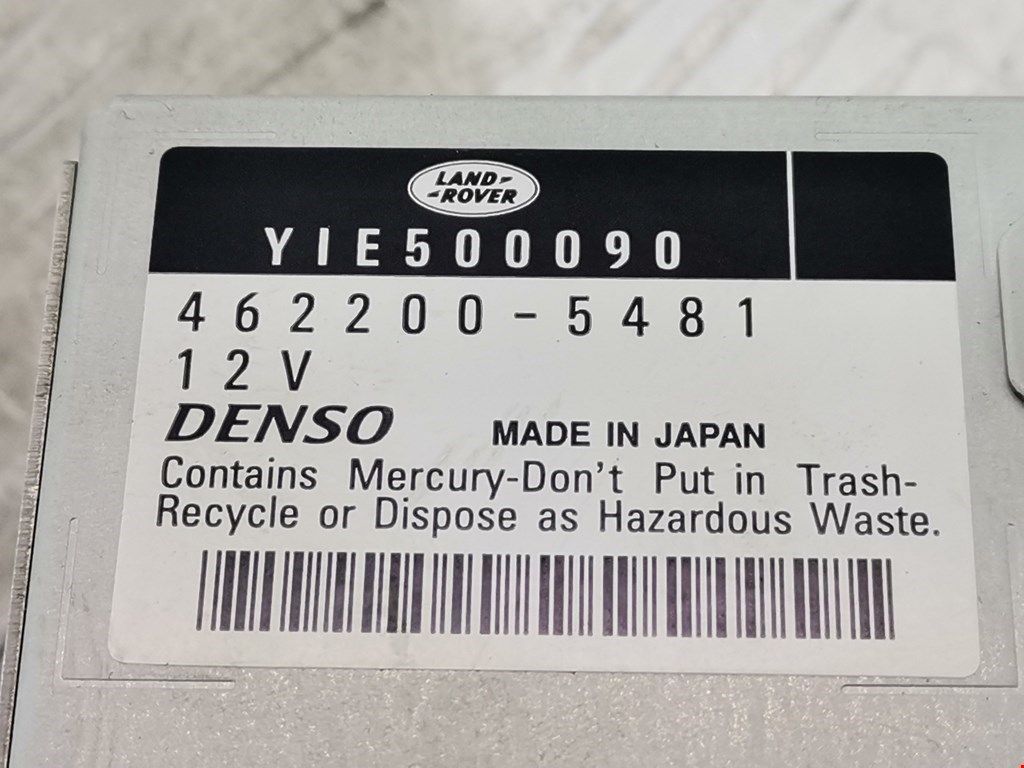 LAND-
-ROVER
YIE500090
462200-5481
12V
DENSO MADE IN JAPAN
Contains Mercury-Don't Put in Trash-
Recycle or Dispose as Hazardous Waste.